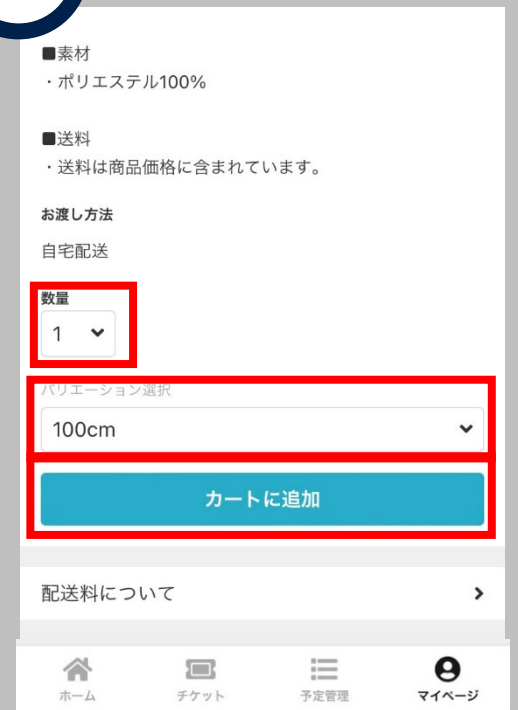 ■素材
・ポリエステル100%
■送料
・送料は商品価格に含まれています。
お渡し方法
自宅配送
数量
1
バリエーション選択
100cm
カートに追加
配送料について
ホーム
チケット
予定管理
マイページ